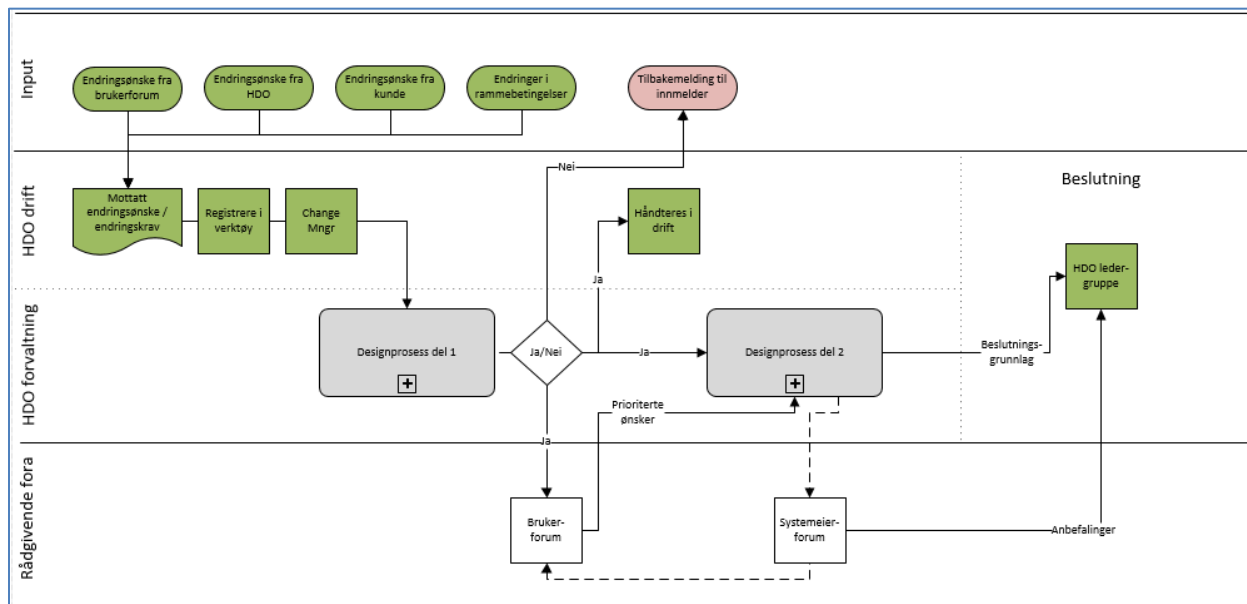 Input
Endringsønske fra
brukerforum
Endringsønske fra
HDO
Endringsønske fra
kunde
Endringer i
rammebetingelser
Tilbakemelding til
innmelder
HDO drift
Mottatt
endringsønske /
endringskrav
Registrere i
verktøy
Change
Mngr
Nei
Håndteres i
drift
Ja
Beslutning
HDO leder-
gruppe
HDO forvaltning
Designprosess del 1
Ja/Nei
Ja
Designprosess del 2
Beslutnings-
grunnlag
Prioriterte
ønsker
Ja
Rådgivende fora
Bruker-
forum
Systemeier-
forum
Anbefalinger